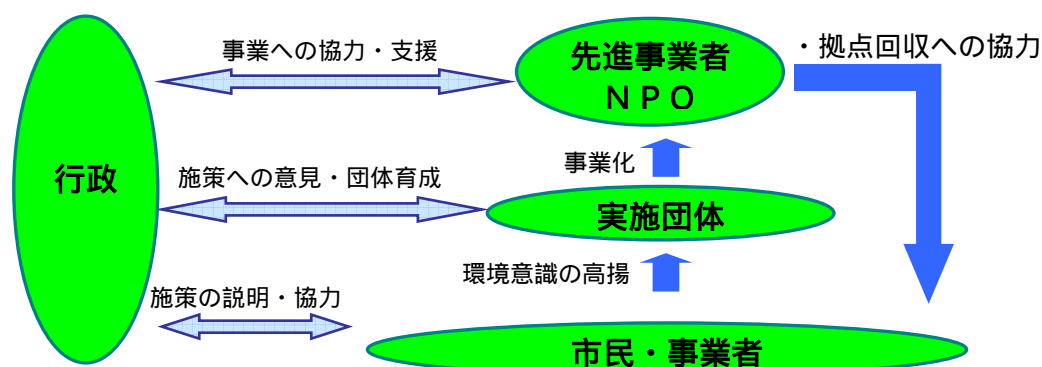 事業への協力・支援
先進事業者
ＮＰＯ
・拠点回収への協力
行政
事業化
施策への意見・団体育成
実施団体
環境意識の高揚
施策の説明・協力
市民・事業者